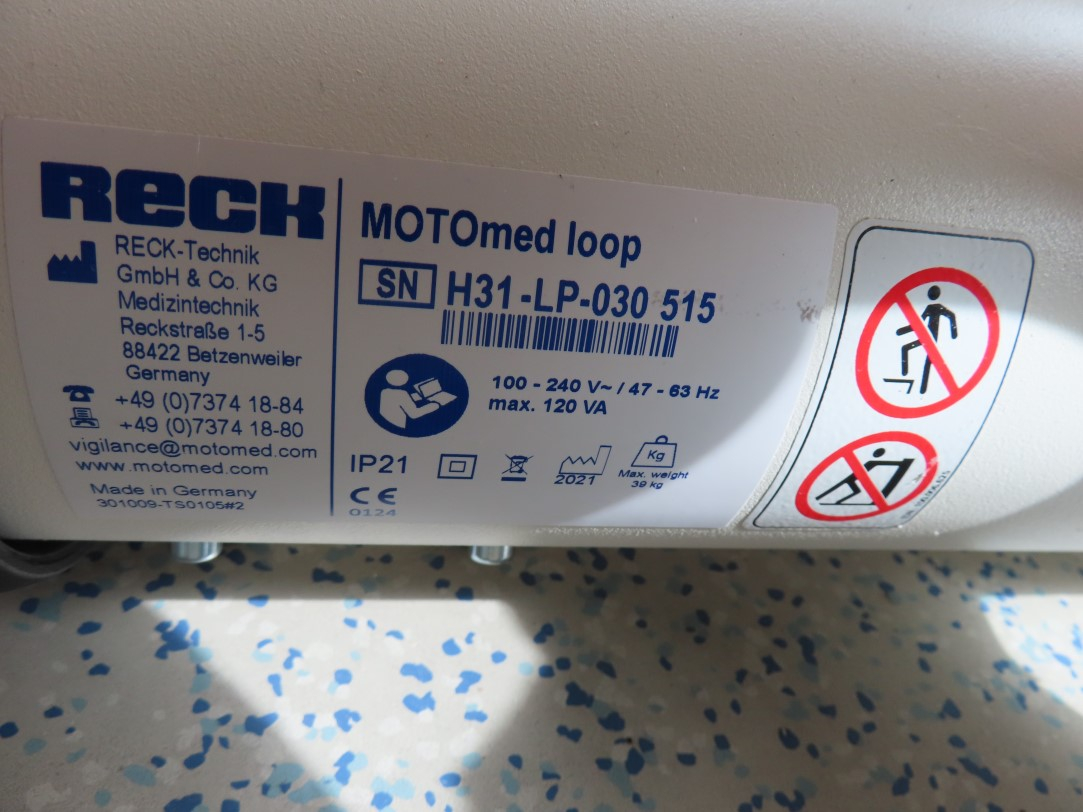 RECK
RECK-Technik
GmbH & Co. KG
Medizintechnik
Reckstraße 1-5
88422 Betzenweiler
Germany
+49 (0)7374 18-84
+49 (0)7374 18-80
vigilance@motomed.com
www.motomed.com
Made in Germany
301009-TS0105#2
MOTOmed loop
SN H31-LP-030 515
100 - 240 V~ / 47 - 63 Hz
max. 120 VA
IP21
2021
Kg
Max. weight
39 kg
CE
0124